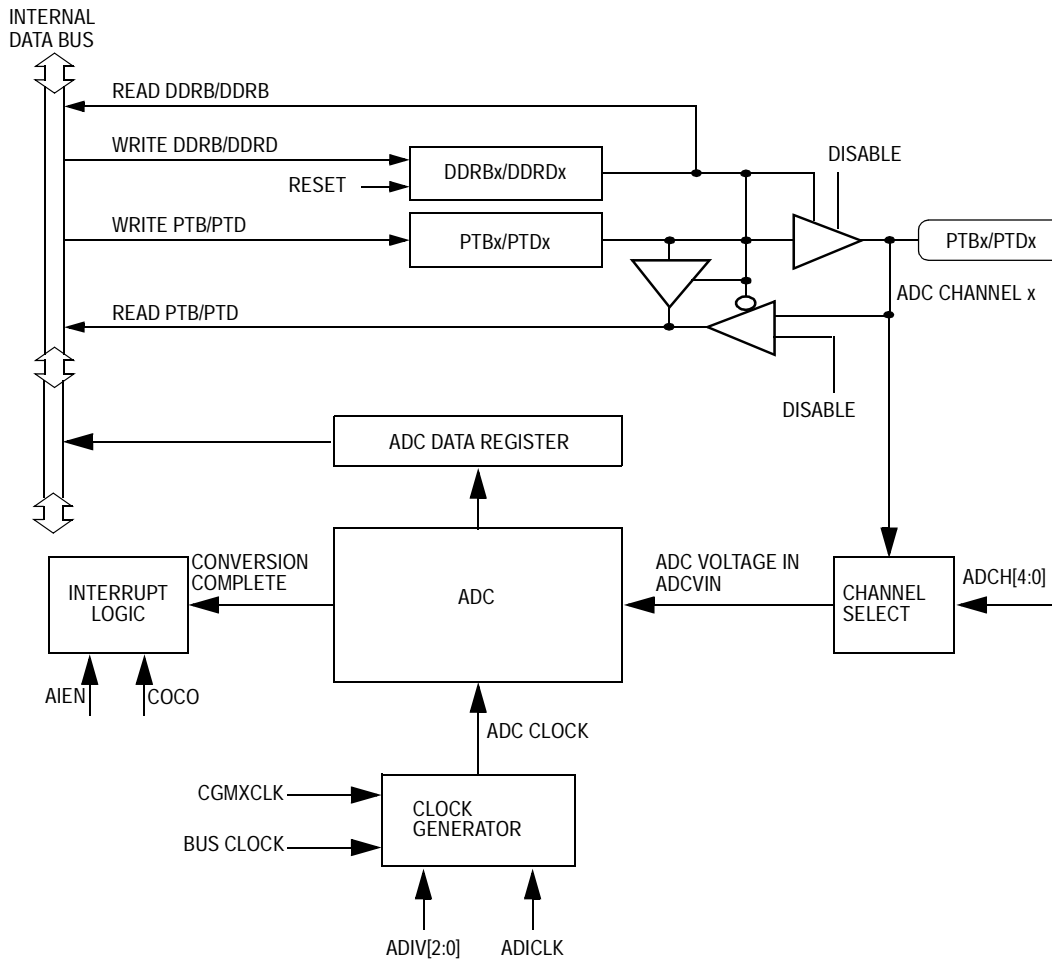 INTERNAL
DATA BUS
READ DDRB/DDRB
WRITE DDRB/DDRD
DISABLE
RESET
DDRBx/DDRDx
WRITE PTB/PTD
PTBx/PTDx
PTBx/PTDx
ADC CHANNEL x
READ PTB/PTD
DISABLE
ADC DATA REGISTER
INTERRUPT
LOGIC
CONVERSION
COMPLETE
ADC
ADC VOLTAGE IN
ADCVIN
CHANNEL
SELECT
ADCH[4:0]
AIEN
COCO
ADC CLOCK
CGMXCLK
BUS CLOCK
CLOCK
GENERATOR
ADIV[2:0]
ADICLK